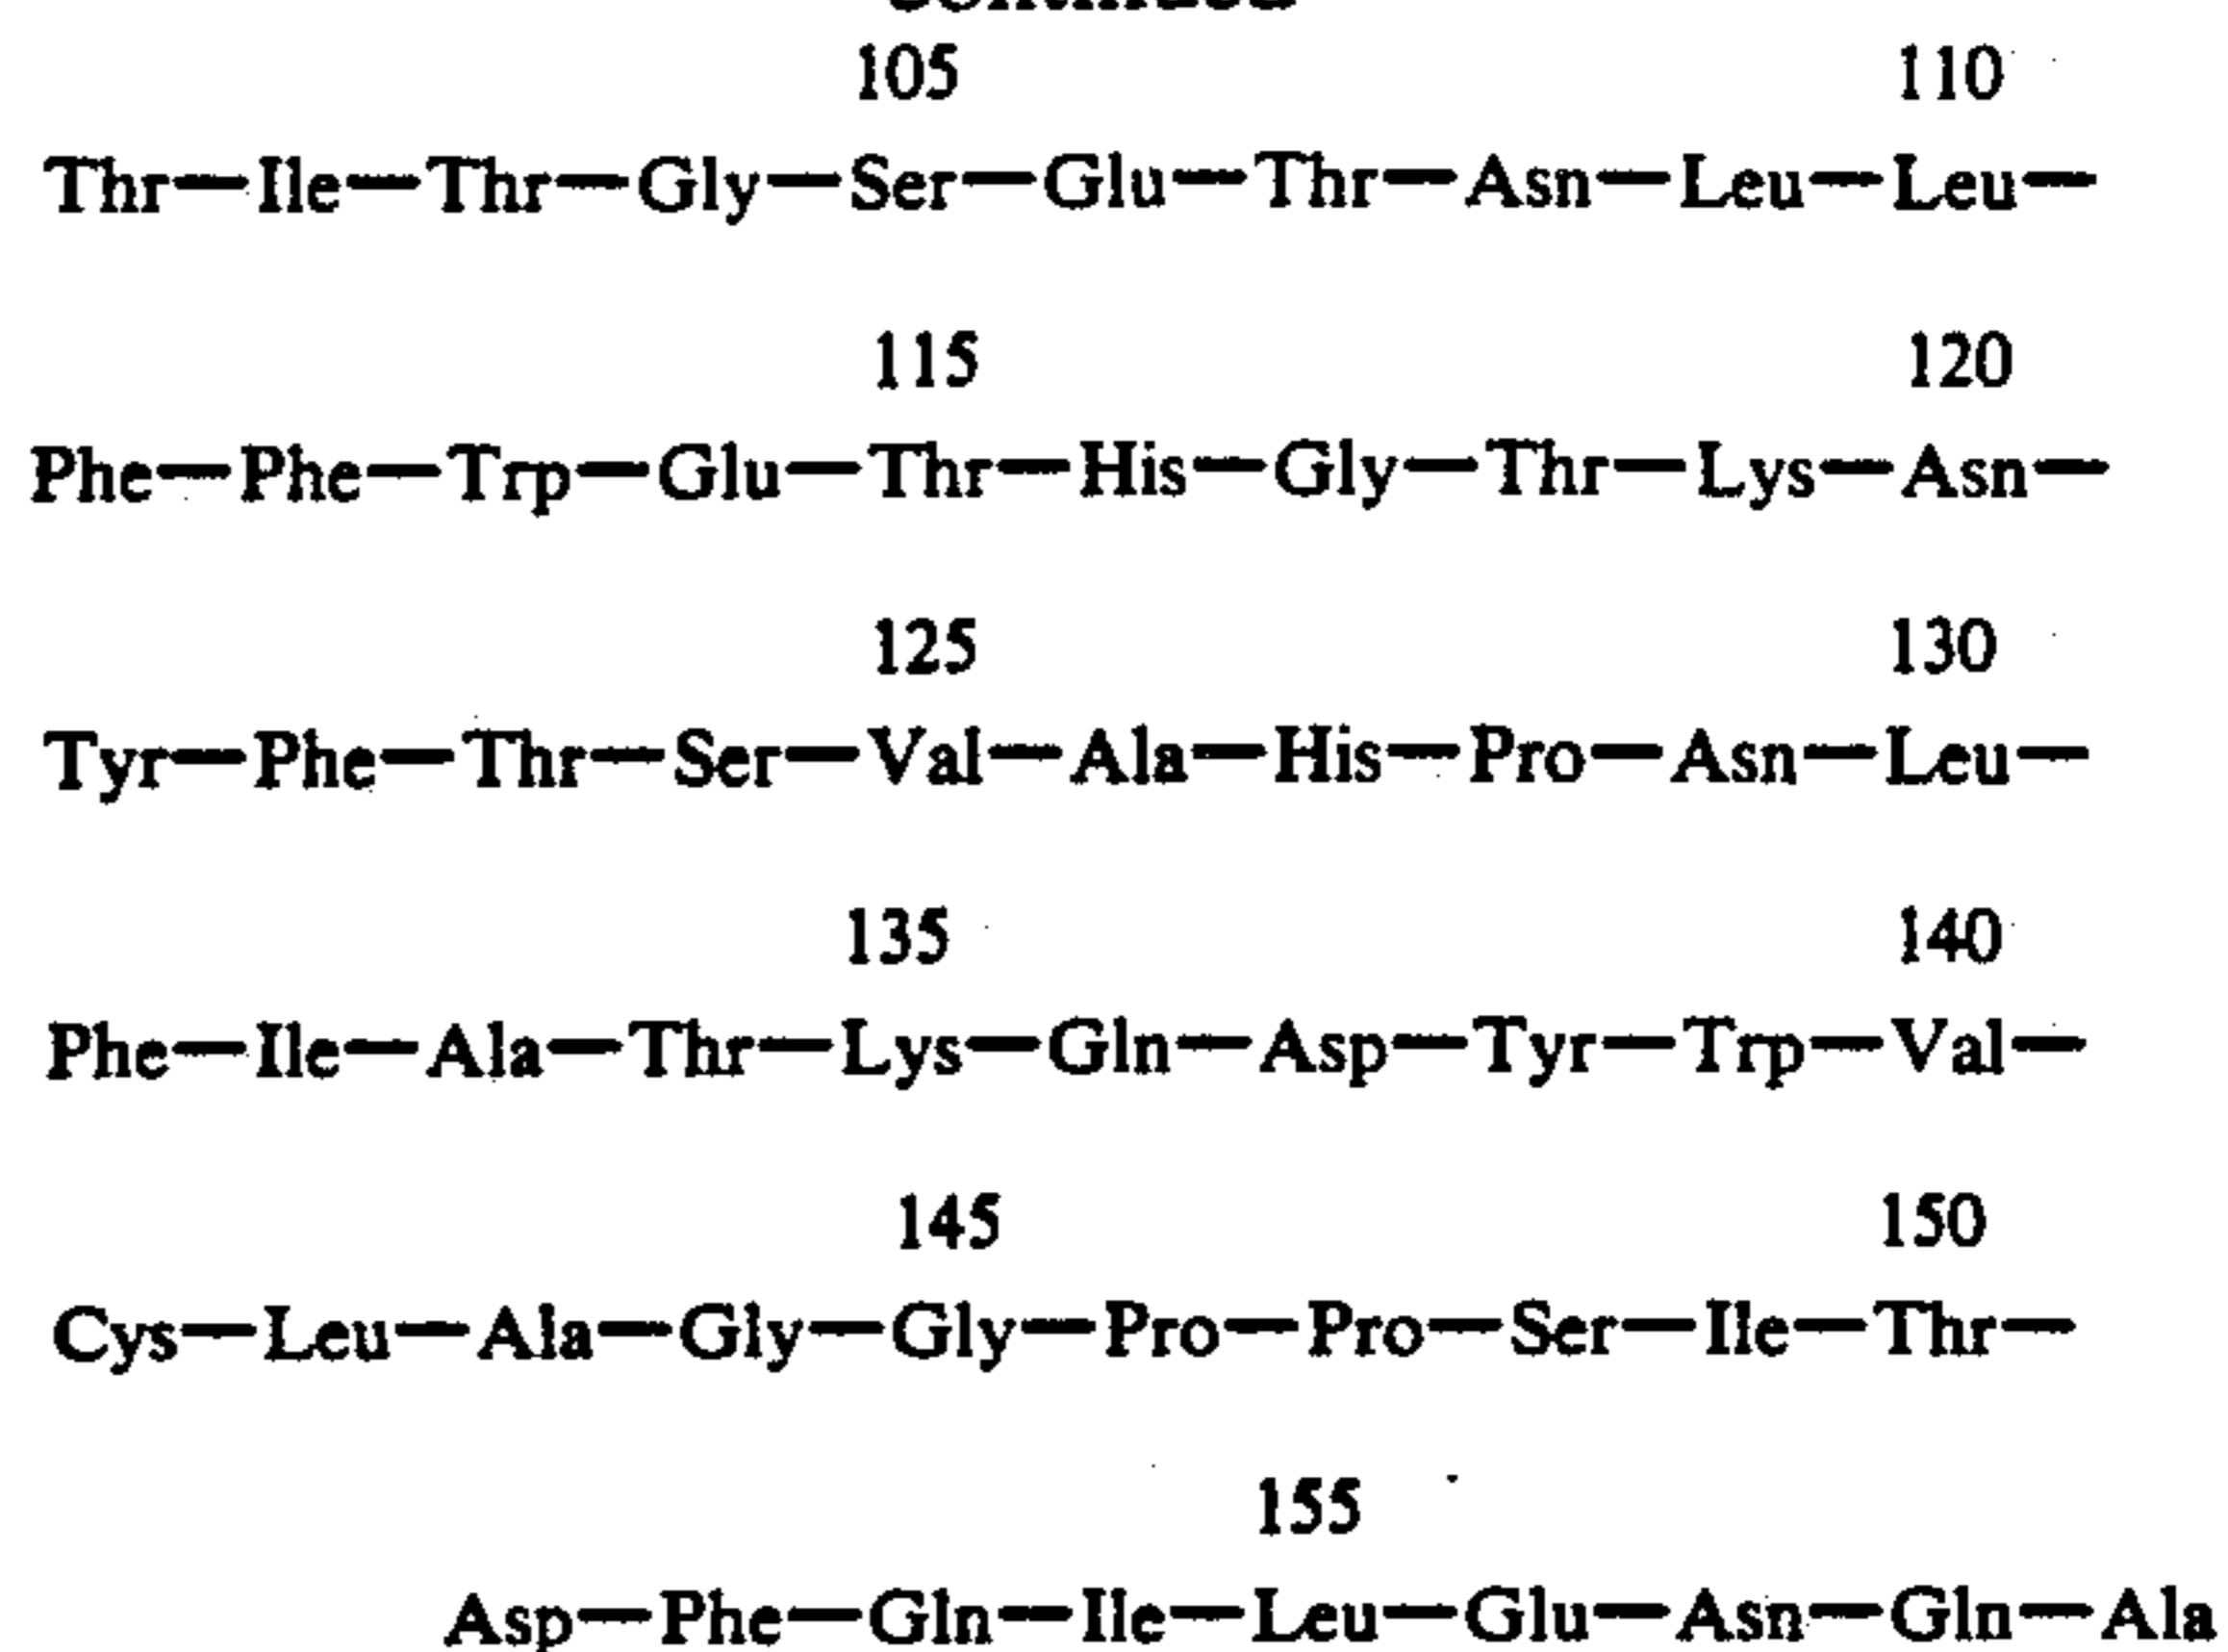 105 110
Thr—Ile—Thr—Gly—Ser—Glu—Thr—Asn—Leu—Leu—
115 120
Phe—Phe—Trp—Glu—Thr—His—Gly—Thr—Lys—Asn—
125 130
Tyr—Phe—Thr—Ser—Val—Ala—His—Pro—Asn—Leu—
135 140
Phe—Ile—Ala—Thr—Lys—Gln—Asp—Tyr—Trp—Val—
145 150
Cys—Leu—Ala—Gly—Gly—Pro—Pro—Ser—Ile—Thr—
155
Asp—Phe—Gln—Ile—Leu—Glu—Asn—Gln—Ala